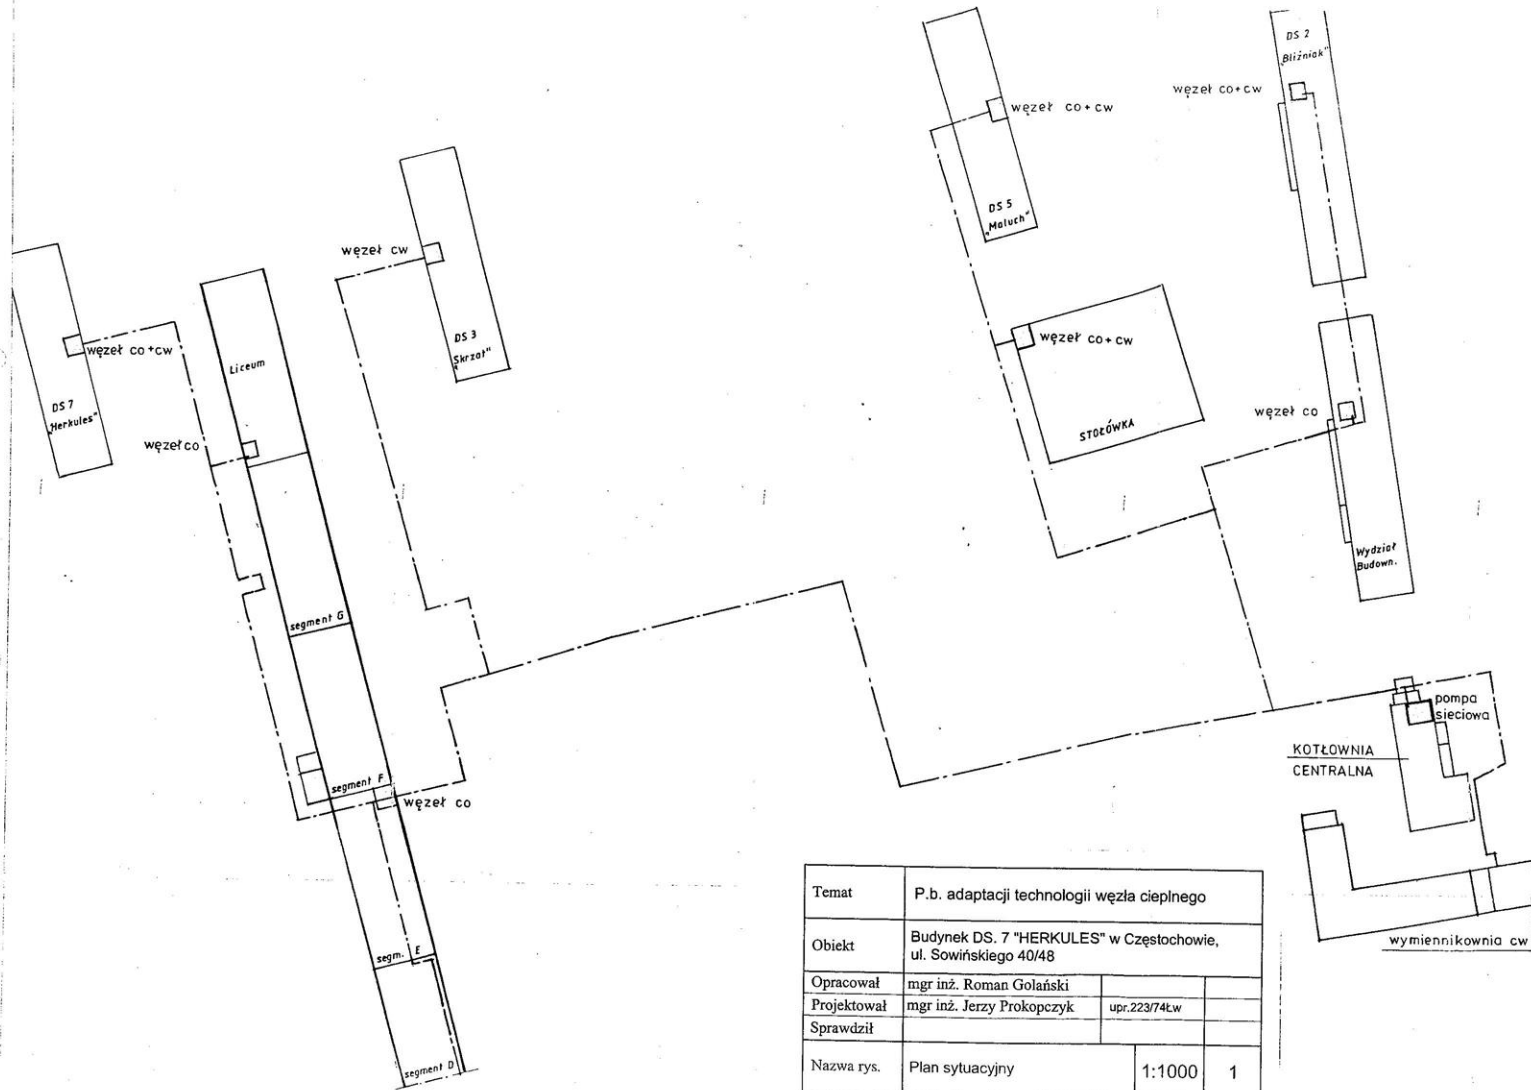 DS 2
„Bliźniak"
węzeł co+cw
węzeł co+cw
DS 5
„Maluch"
węzeł cw
DS 3
„Skrzat"
węzeł co+cw
DS 7
„Herkules"
Liceum
węzeł co
węzeł co+cw
STOŁÓWKA
węzeł co
Wydział
Budown.
segment G
segment F
węzeł co
segm. E
segment D
pompa
sieciowa
KOTŁOWNIA
CENTRALNA
wymiennikownia cw
Temat P.b. adaptacji technologii węzła cieplnego
Obiekt Budynek DS. 7 "HERKULES" w Częstochowie,
ul. Sowińskiego 40/48
Opracował mgr inż. Roman Golański
Projektował mgr inż. Jerzy Prokopczyk upr.223/74Łw
Sprawdził
Nazwa rys. Plan sytuacyjny 1:1000 1